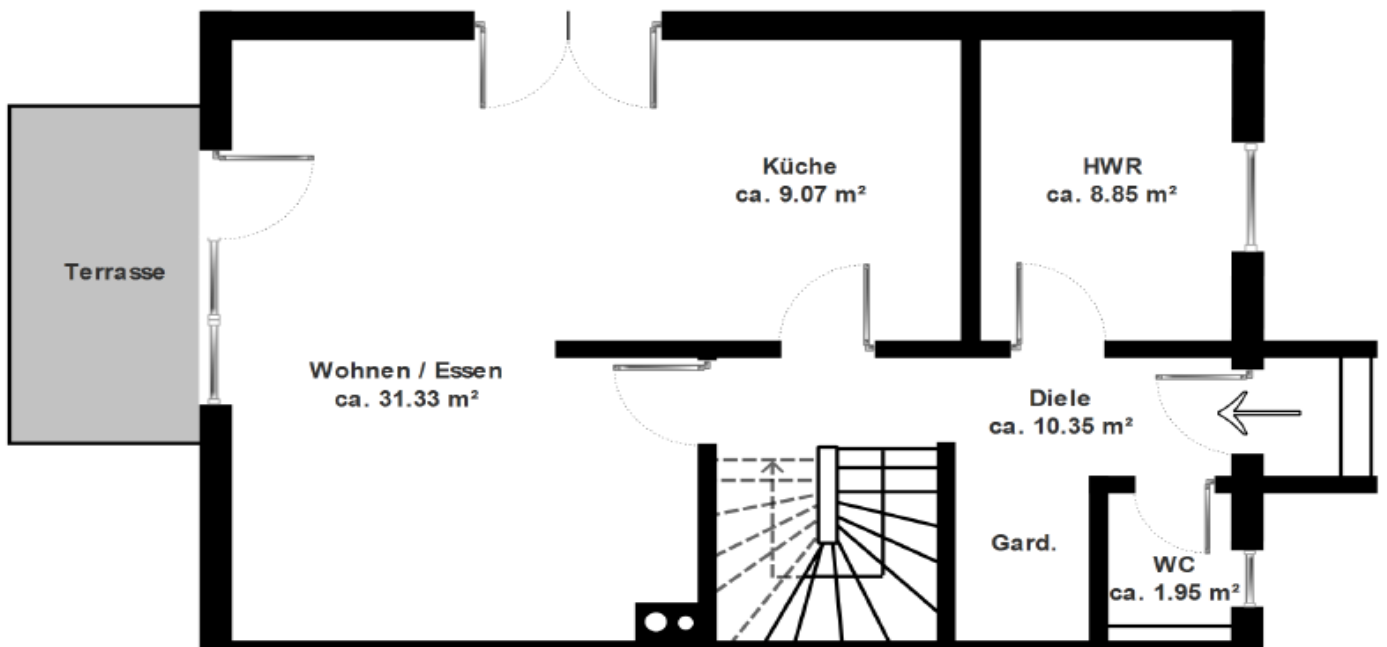 Küche
ca. 9.07 m²
HWR
ca. 8.85 m²
Terrasse
Wohnen / Essen
ca. 31.33 m²
Diele
ca. 10.35 m²
Gard.
WC
ca. 1.95 m²